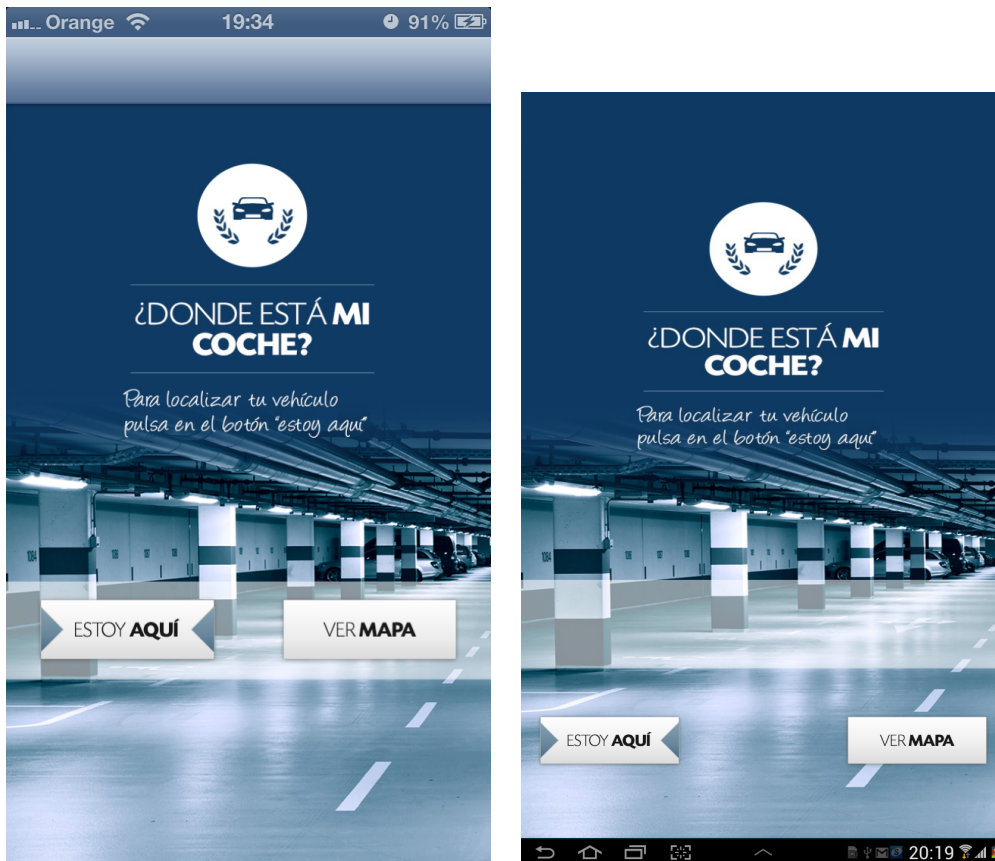 Orange 19:34 91%
¿DONDE ESTÁ MI
COCHE?
Para localizar tu vehículo
pulsa en el botón "estoy aquí"
1084
ESTOY AQUÍ
VER MAPA
¿DONDE ESTÁ MI
COCHE?
Para localizar tu vehículo
pulsa en el botón "estoy aquí"
1084
ESTOY AQUÍ
VER MAPA
20:19